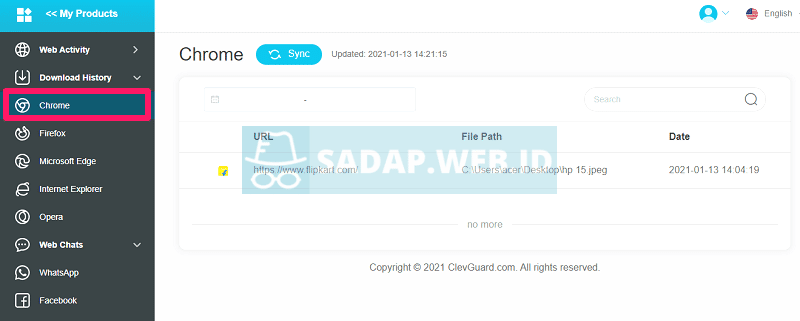 << My Products
English
Web Activity
Download History
Chrome
Firefox
Microsoft Edge
Internet Explorer
Opera
Web Chats
WhatsApp
Facebook
Chrome
Sync
Updated: 2021-01-13 14:21:15
-
Search
URL File Path Date
SADAP.WEB.ID
https://www.flipkart.com/ C:\Users\acer\Desktop\hp 15.jpeg 2021-01-13 14:04 19
no more
Copyright © 2021 ClevGuard.com. All rights reserved.